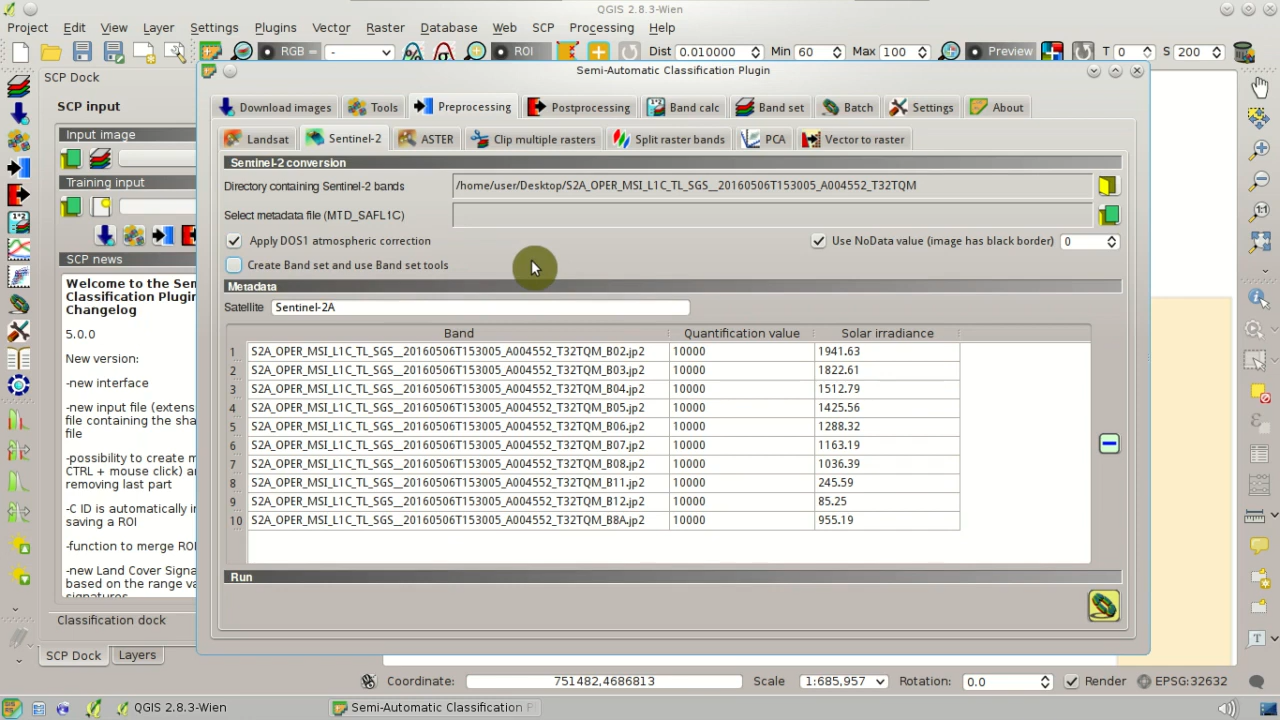 QGIS 2.8.3-Wien
Project Edit View Layer Settings Plugins Vector Raster Database Web SCP Processing Help
RGB = - ROI Dist 0.010000 Min 60 Max 100 Preview T 0 S 200
SCP Dock
SCP input
Input image
Training input
SCP news
Welcome to the Sem
Classification Plugin
Changelog
5.0.0
New version:
-new interface
-new input file (extens
file containing the sha
file
-possibility to create m
CTRL + mouse click) an
removing last part
-C ID is automatically in
saving a ROI
-function to merge ROI
-new Land Cover Signa
based on the range va
signatures
Classification dock
SCP Dock Layers
Semi-Automatic Classification Plugin
Download images Tools Preprocessing Postprocessing Band calc Band set Batch Settings About
Landsat Sentinel-2 ASTER Clip multiple rasters Split raster bands PCA Vector to raster
Sentinel-2 conversion
Directory containing Sentinel-2 bands /home/user/Desktop/S2A_OPER_MSI_L1C_TL_SGS__20160506T153005_A004552_T32TQM
Select metadata file (MTD_SAFL1C)
Apply DOS1 atmospheric correction Use NoData value (image has black border) 0
Create Band set and use Band set tools
Metadata
Satellite Sentinel-2A
Band Quantification value Solar irradiance
1 S2A_OPER_MSI_L1C_TL_SGS__20160506T153005_A004552_T32TQM_B02.jp2 10000 1941.63
2 S2A_OPER_MSI_L1C_TL_SGS__20160506T153005_A004552_T32TQM_B03.jp2 10000 1822.61
3 S2A_OPER_MSI_L1C_TL_SGS__20160506T153005_A004552_T32TQM_B04.jp2 10000 1512.79
4 S2A_OPER_MSI_L1C_TL_SGS__20160506T153005_A004552_T32TQM_B05.jp2 10000 1425.56
5 S2A_OPER_MSI_L1C_TL_SGS__20160506T153005_A004552_T32TQM_B06.jp2 10000 1288.32
6 S2A_OPER_MSI_L1C_TL_SGS__20160506T153005_A004552_T32TQM_B07.jp2 10000 1163.19
7 S2A_OPER_MSI_L1C_TL_SGS__20160506T153005_A004552_T32TQM_B08.jp2 10000 1036.39
8 S2A_OPER_MSI_L1C_TL_SGS__20160506T153005_A004552_T32TQM_B11.jp2 10000 245.59
9 S2A_OPER_MSI_L1C_TL_SGS__20160506T153005_A004552_T32TQM_B12.jp2 10000 85.25
10 S2A_OPER_MSI_L1C_TL_SGS__20160506T153005_A004552_T32TQM_B8A.jp2 10000 955.19
Run
Coordinate: 751482,4686813 Scale 1:685,957 Rotation: 0.0 Render EPSG:32632
QGIS 2.8.3-Wien Semi-Automatic Classification P